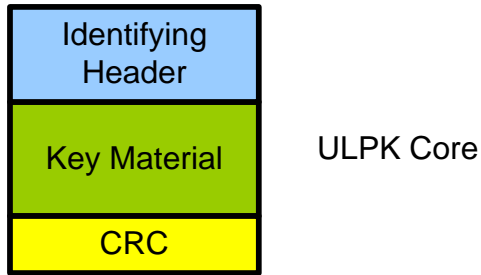 Identifying
Header
Key Material
ULPK Core
CRC